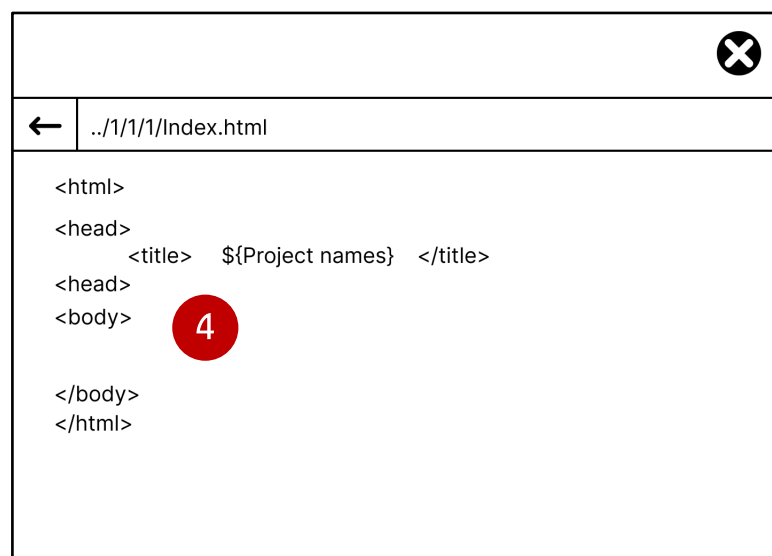 ../1/1/1/Index.html
<html>
<head>
<title> ${Project names} </title>
<head>
<body>
4
</body>
</html>